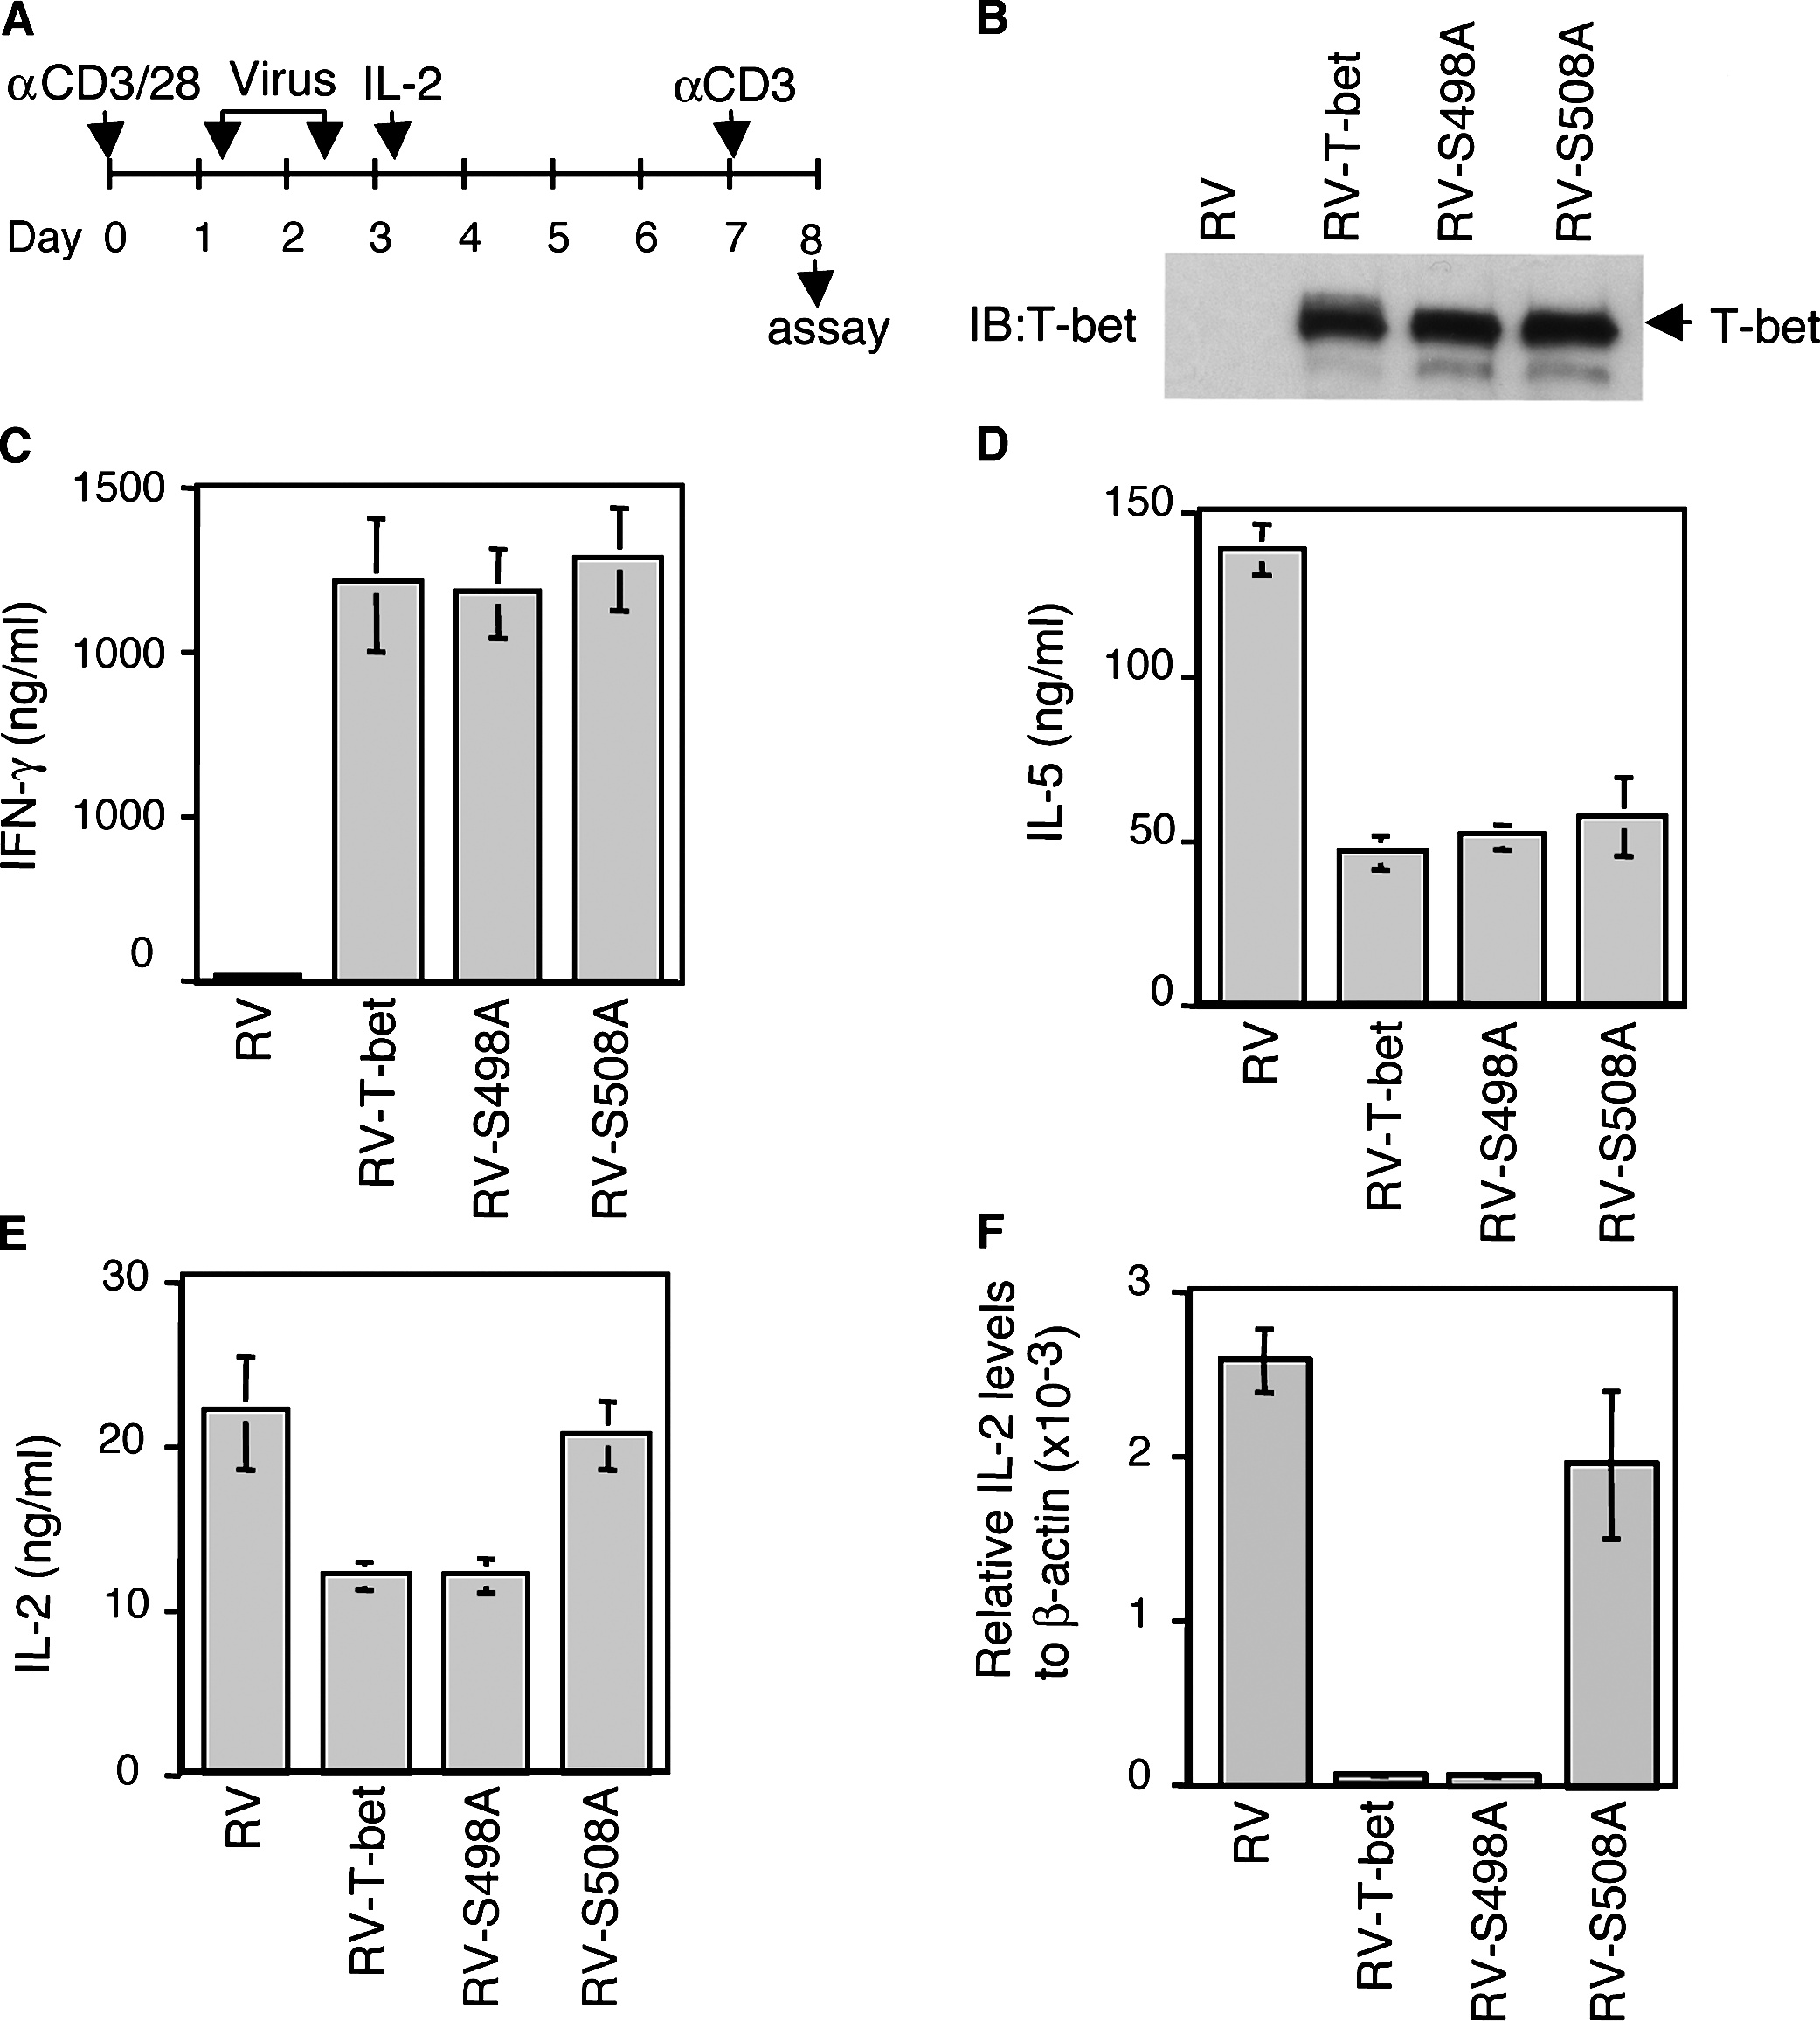 A
αCD3/28 Virus IL-2 αCD3
Day 0 1 2 3 4 5 6 7 8
assay
B
RV RV-T-bet RV-S498A RV-S508A
IB:T-bet T-bet
C
IFN-γ (ng/ml)
1500
1000
1000
0
RV RV-T-bet RV-S498A RV-S508A
D
IL-5 (ng/ml)
150
100
50
0
RV RV-T-bet RV-S498A RV-S508A
E
IL-2 (ng/ml)
30
20
10
0
RV RV-T-bet RV-S498A RV-S508A
F
Relative IL-2 levels
to β-actin (x10-3)
3
2
1
0
RV RV-T-bet RV-S498A RV-S508A